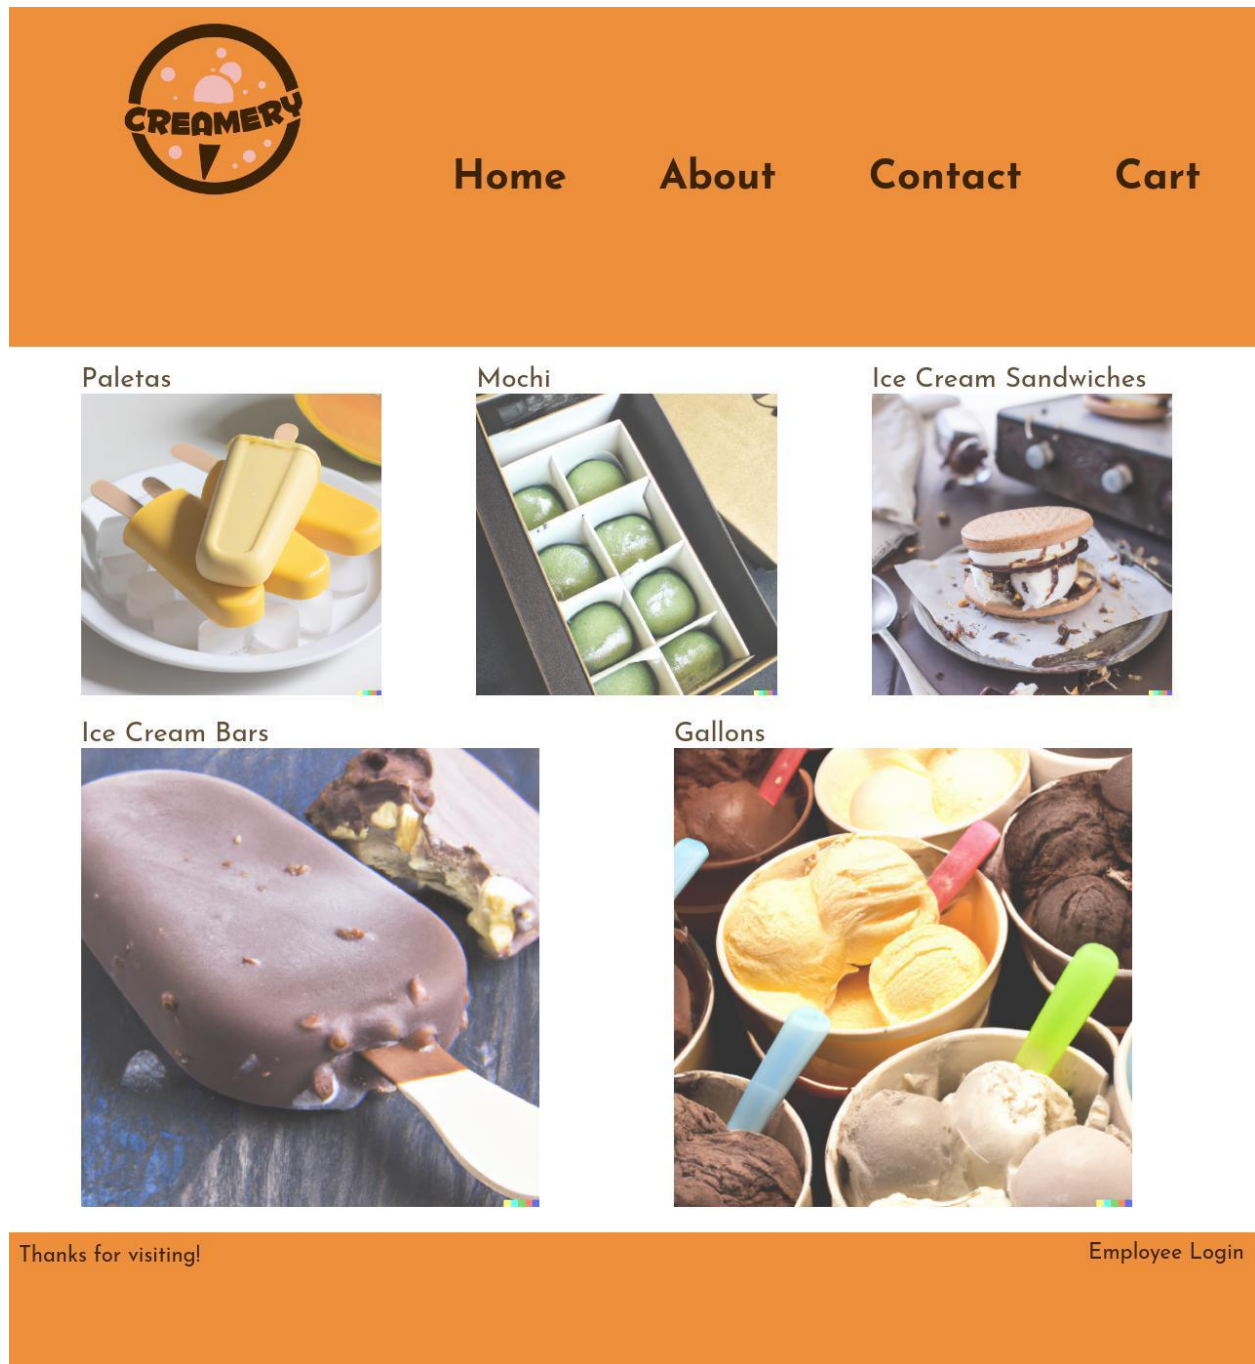 CREAMERY
Home About Contact Cart
Paletas Mochi Ice Cream Sandwiches
Ice Cream Bars Gallons
Thanks for visiting! Employee Login